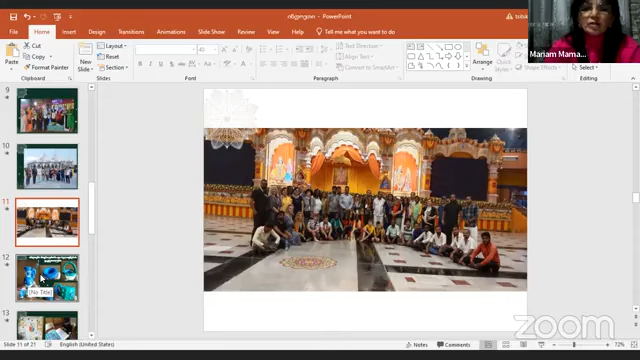 ინდოეთი - PowerPoint
File
Home
Insert
Design
Transitions
Animations
Slide Show
Review
View
Help
Tell me what you want to do
Paste
Cut
Copy
Format Painter
Clipboard
New Slide
Layout
Reset
Section
Slides
Font
Text Direction
Align Text
Convert to SmartArt
Paragraph
Arrange
Quick Styles
Shape Effects
Drawing
Select
Editing
Mariam Mama...
9
10
11
12
[No Title]
13
Slide 11 of 21
English (United States)
Notes
Comments
72%
zoom